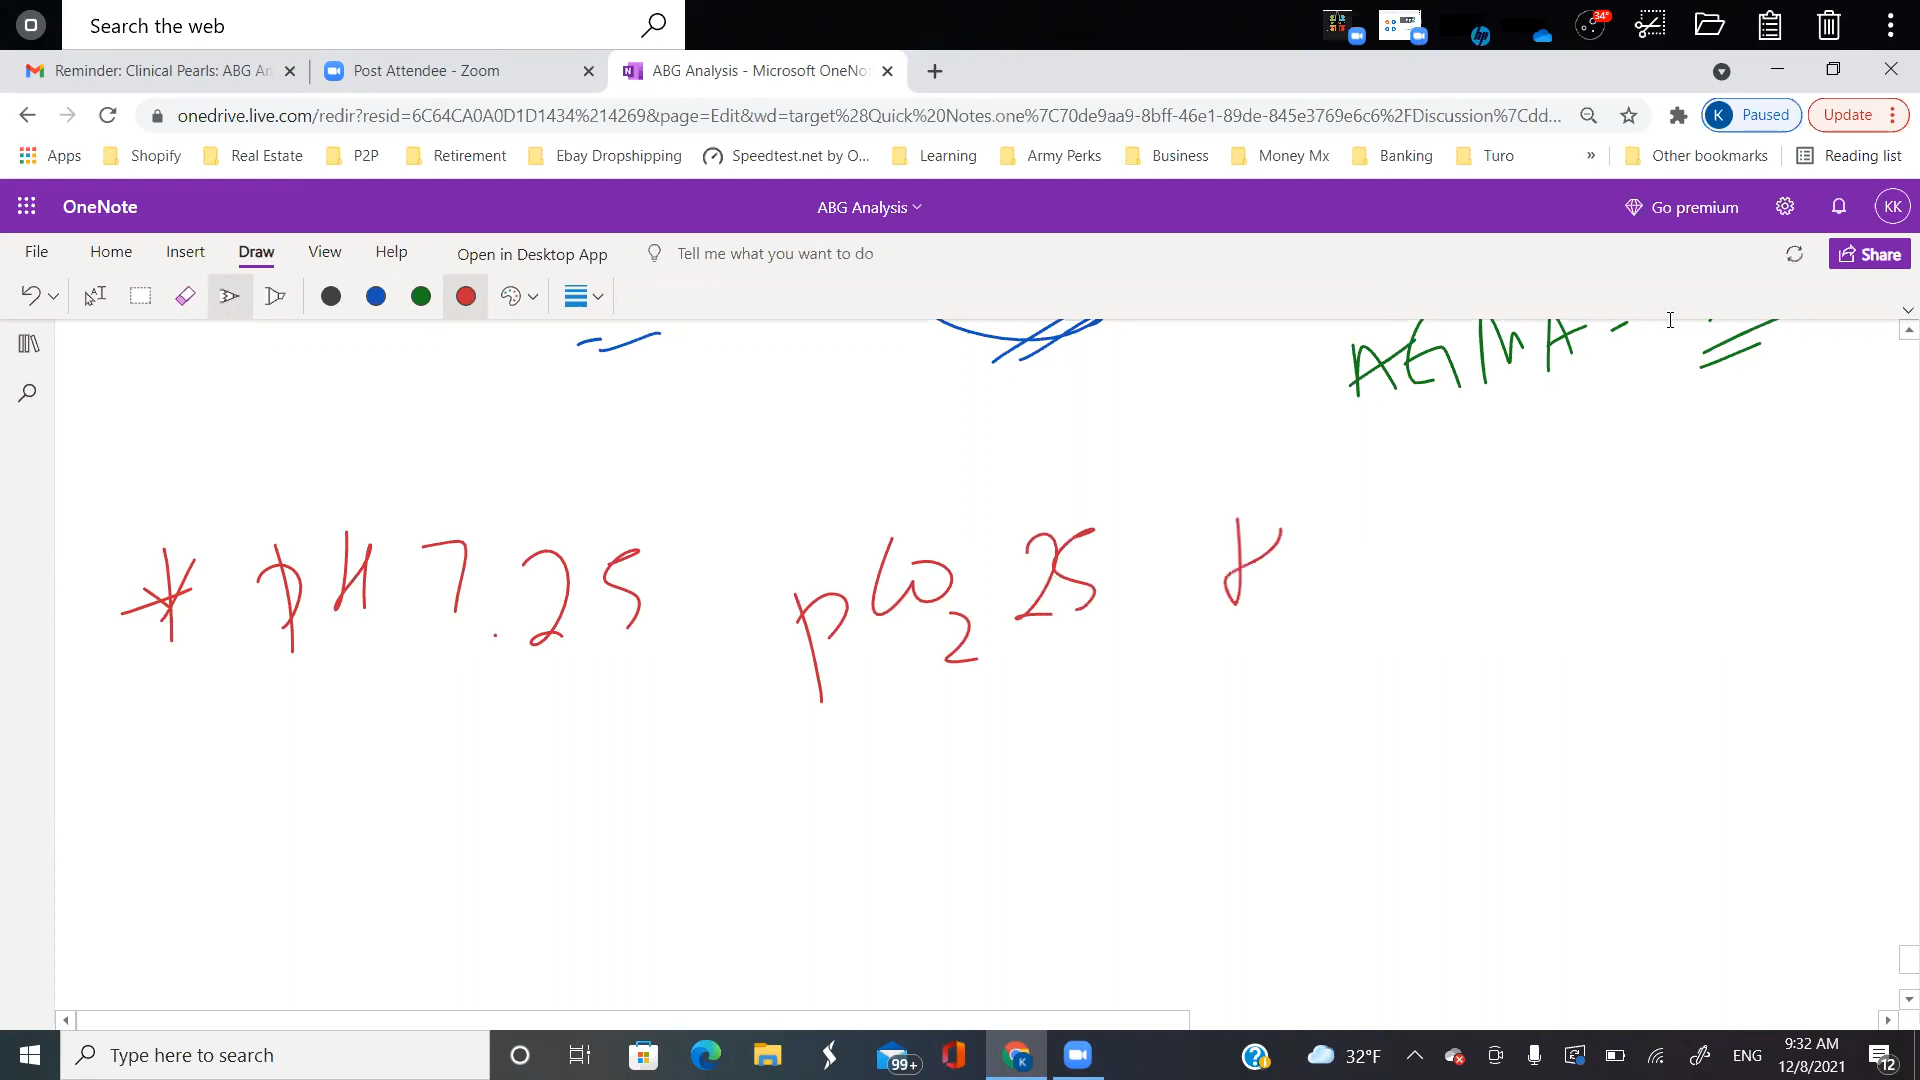 Search the web
34°
Reminder: Clinical Pearls: ABG An
Post Attendee - Zoom
ABG Analysis - Microsoft OneNo
onedrive.live.com/redir?resid=6C64CA0A0D1D1434%214269&page=Edit&wd=target%28Quick%20Notes.one%7C70de9aa9-8bff-46e1-89de-845e3769e6c6%2FDiscussion%7Cdd...
K Paused Update
Apps Shopify Real Estate P2P Retirement Ebay Dropshipping Speedtest.net by O... Learning Army Perks Business Money Mx Banking Turo » Other bookmarks Reading list
OneNote ABG Analysis Go premium KK
File Home Insert Draw View Help Open in Desktop App Tell me what you want to do Share
AGMA -
* pH 7.25 pCO2 25
Type here to search 99+ 32°F ENG 9:32 AM
12/8/2021 12